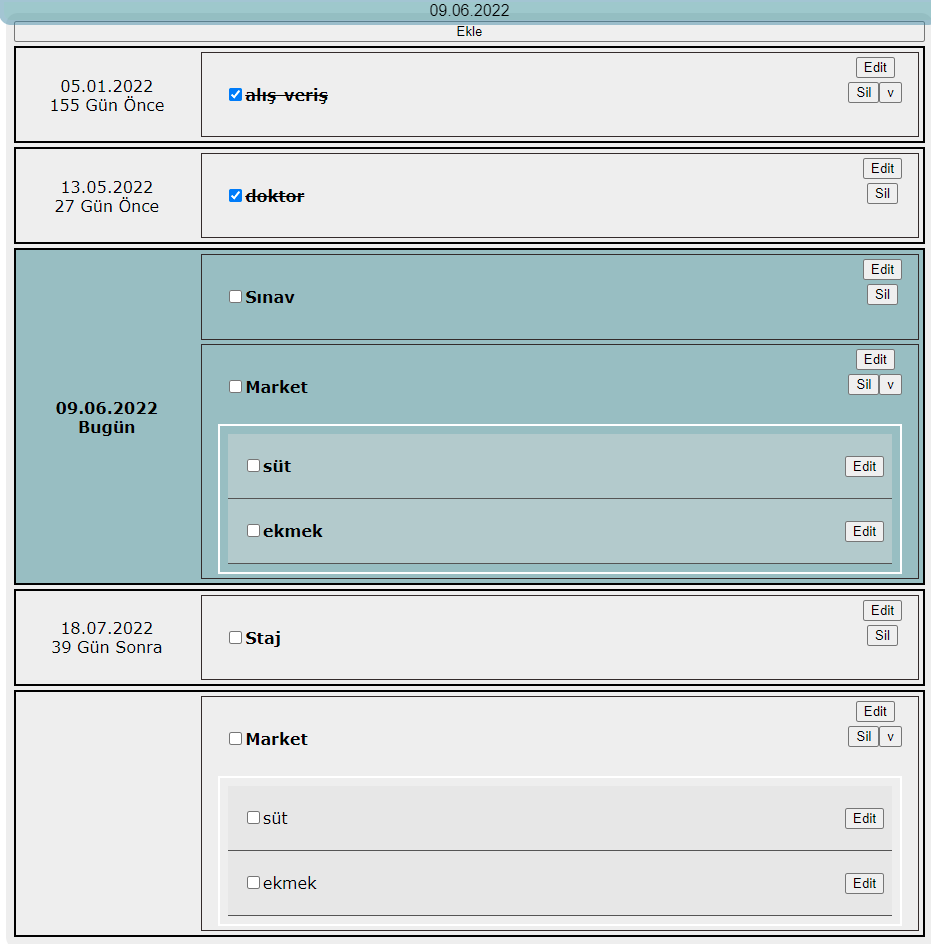 09.06.2022
Ekle
05.01.2022
155 Gün Önce
alış veriş
Edit
Sil v
13.05.2022
27 Gün Önce
doktor
Edit
Sil
09.06.2022
Bugün
Sınav
Edit
Sil
Market
Edit
Sil v
süt Edit
ekmek Edit
18.07.2022
39 Gün Sonra
Staj
Edit
Sil
Market
Edit
Sil v
süt Edit
ekmek Edit